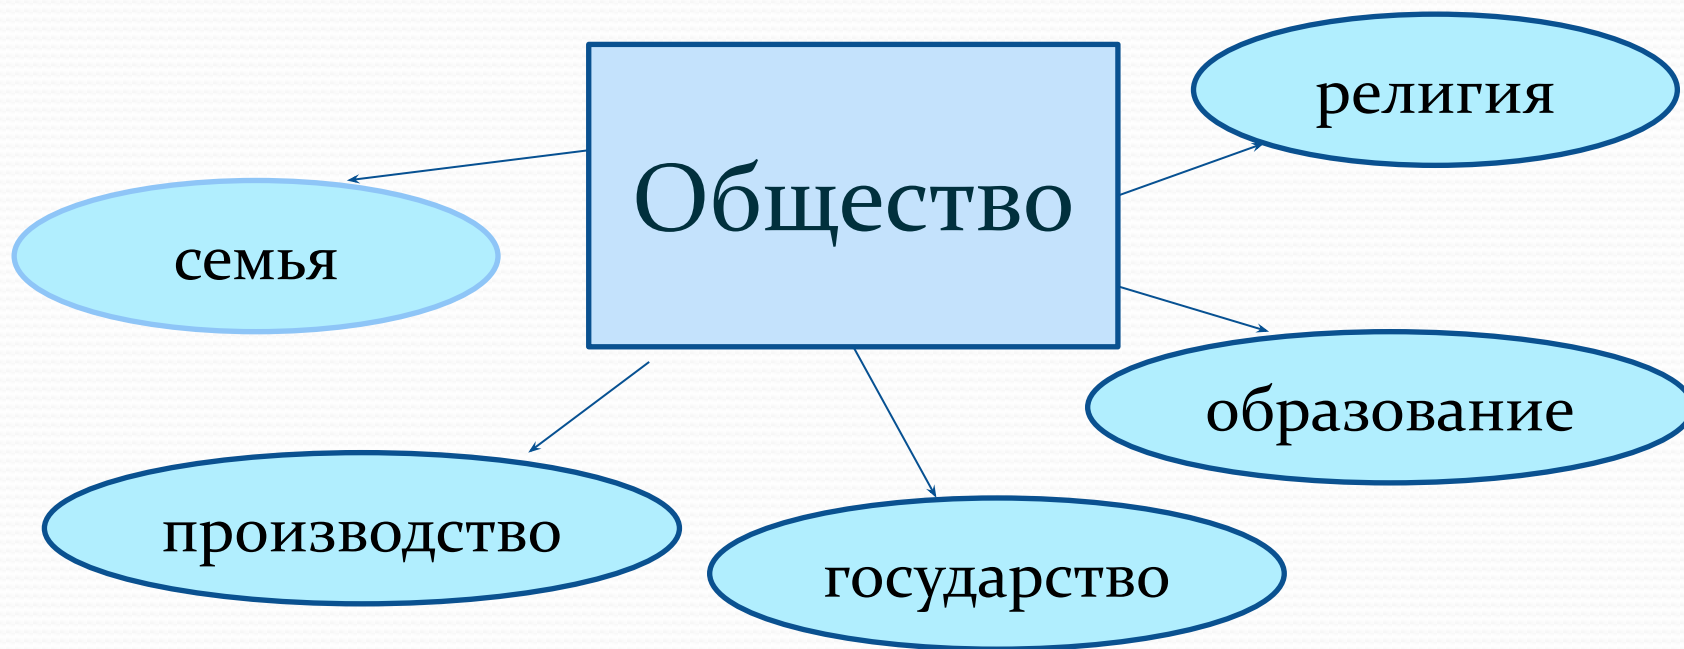 религия
Общество
семья
образование
производство
государство